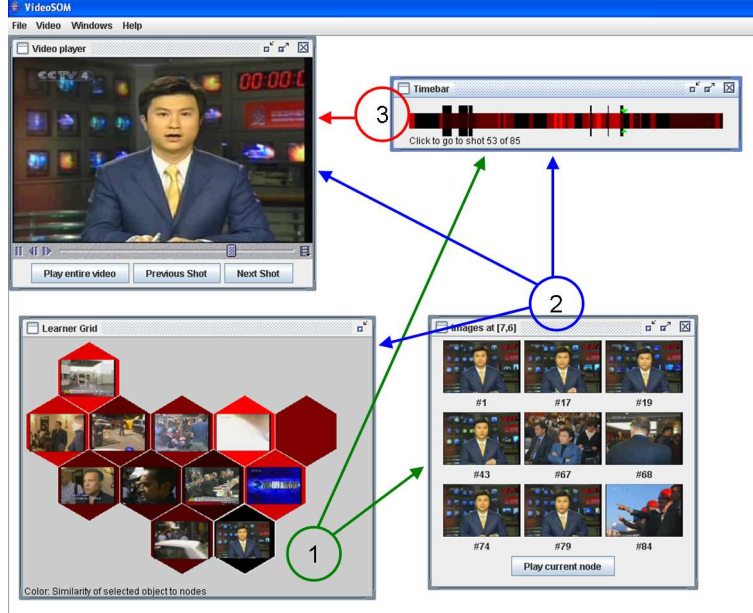 VideoSOM
File Video Windows Help
Video player
CCTV 4
00:00:0
Play entire video Previous Shot Next Shot
Timebar
3
Click to go to shot 53 of 85
2
Learner Grid
1
Color: Similarity of selected object to nodes
Images at [7,6]
#1 #17 #19
#43 #67 #68
#74 #79 #84
Play current node